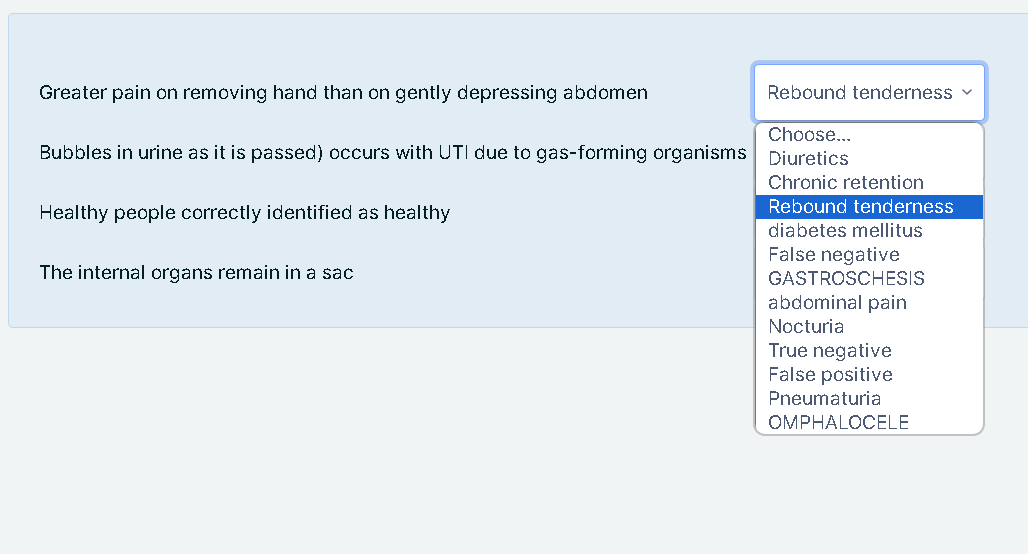 Greater pain on removing hand than on gently depressing abdomen
Rebound tenderness
Bubbles in urine as it is passed) occurs with UTI due to gas-forming organisms
Healthy people correctly identified as healthy
The internal organs remain in a sac
Choose...
Diuretics
Chronic retention
Rebound tenderness
diabetes mellitus
False negative
GASTROSCHESIS
abdominal pain
Nocturia
True negative
False positive
Pneumaturia
OMPHALOCELE